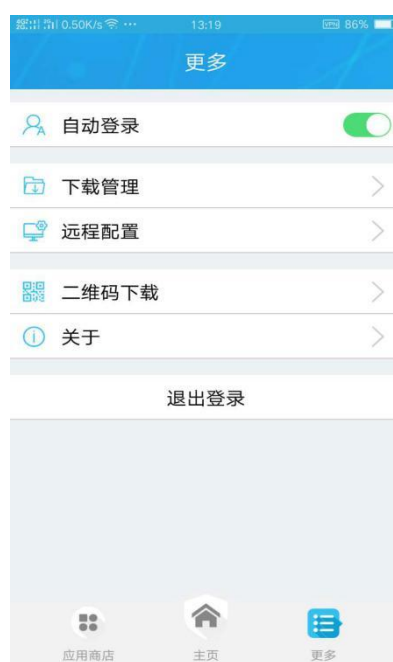 0.50K/s 13:19 VPN 86%
更多
自动登录
下载管理
远程配置
二维码下载
关于
退出登录
应用商店 主页 更多